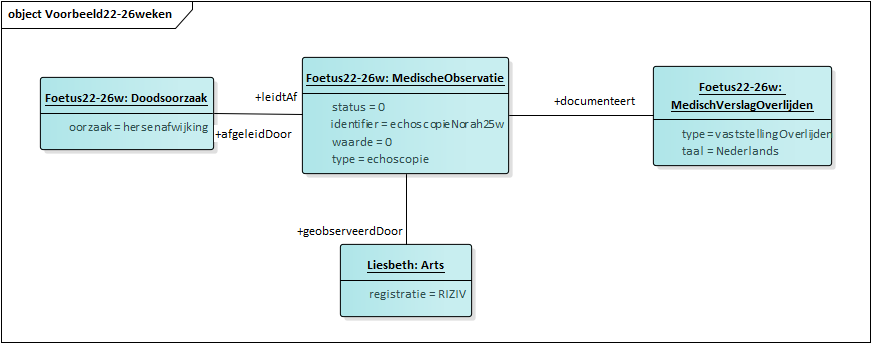 object Voorbeeld22-26weken
Foetus22-26w: Doodsoorzaak
oorzaak = hersenafwijking
+leidtAf
+afgeleidDoor
Foetus22-26w: MedischeObservatie
status = 0
identifier = echoscopieNorah25w
waarde = 0
type = echoscopie
+documenteert
Foetus22-26w:
MedischVerslagOverlijden
type = vaststellingOverlijden
taal = Nederlands
+geobserveerdDoor
Liesbeth: Arts
registratie = RIZIV